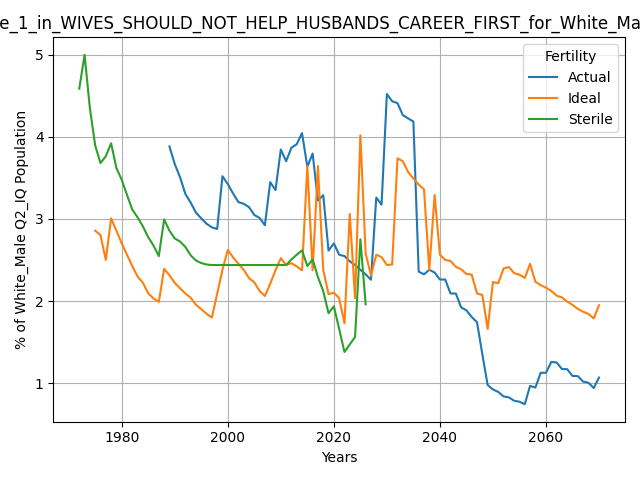 e_1_in_WIVES_SHOULD_NOT_HELP_HUSBANDS_CAREER_FIRST_for_White_Ma
Fertility
Actual
Ideal
Sterile
% of White_Male Q2_IQ Population
5
4
3
2
1
1980
2000
2020
2040
2060
Years